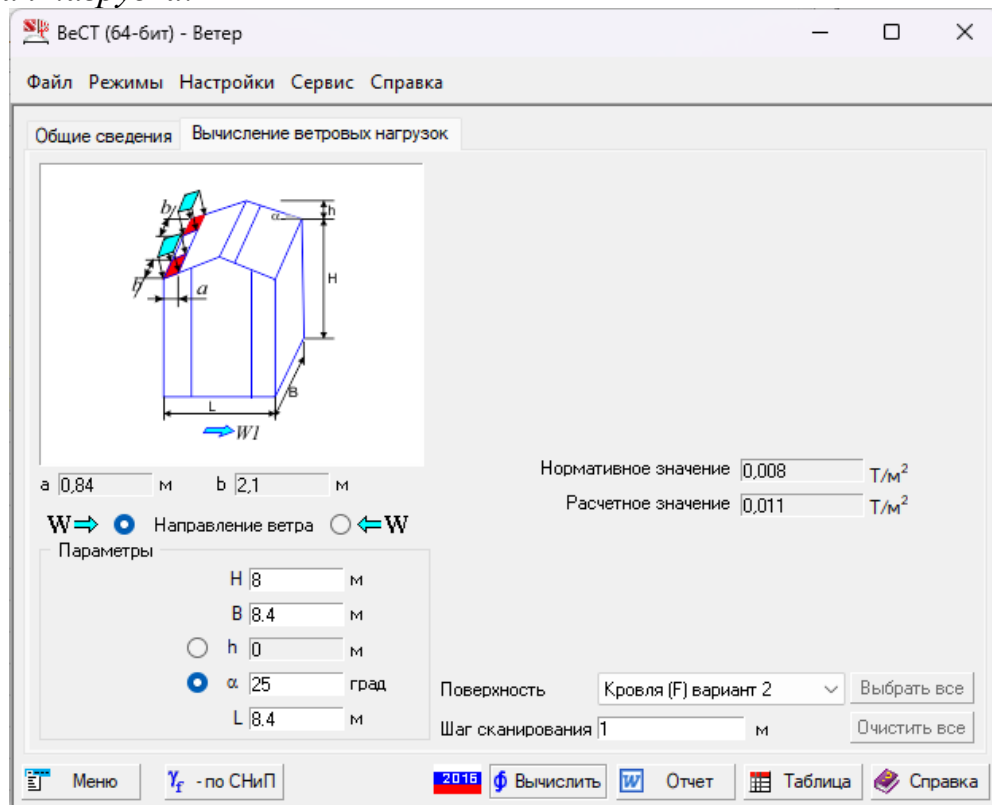 ВеСТ (64-бит) - Ветер
Файл Режимы Настройки Сервис Справка
Общие сведения Вычисление ветровых нагрузок
b
α
h
b
a
H
B
L
W1
a 0,84 м b 2,1 м
Нормативное значение 0,008 Т/м²
Расчетное значение 0,011 Т/м²
W Направление ветра W
Параметры
H 8 м
B 8.4 м
h 0 м
α 25 град
L 8.4 м
Поверхность Кровля (F) вариант 2 Выбрать все
Шаг сканирования 1 м Очистить все
Меню γf - по СНиП 2016 Вычислить W Отчет Таблица Справка